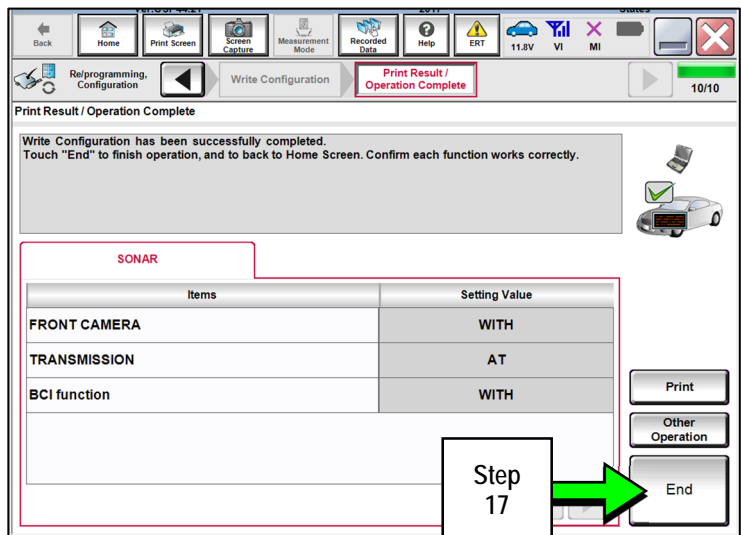 Back
Home
Print Screen
Screen
Capture
Measurement
Mode
Recorded
Data
Help
ERT
11.8V
VI
MI
Re/programming,
Configuration
Write Configuration
Print Result /
Operation Complete
10/10
Print Result / Operation Complete
Write Configuration has been successfully completed.
Touch "End" to finish operation, and to back to Home Screen. Confirm each function works correctly.
SONAR
Items
Setting Value
FRONT CAMERA
WITH
TRANSMISSION
AT
BCI function
WITH
Print
Other
Operation
End
Step
17